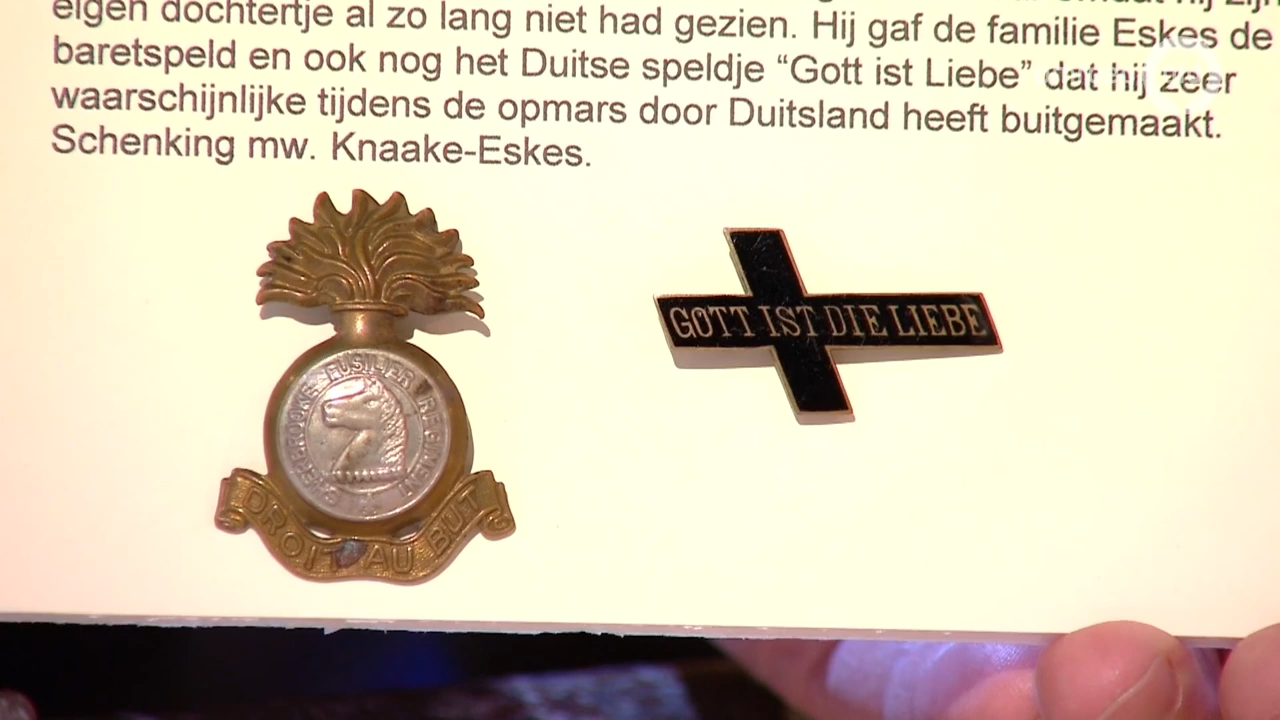 eigen dochtertje al zo lang niet had gezien. Hij gaf de familie Eskes de
baretspeld en ook nog het Duitse speldje “Gott ist Liebe” dat hij zeer
waarschijnlijke tijdens de opmars door Duitsland heeft buitgemaakt.
Schenking mw. Knaake-Eskes.
SHERBROOKE FUSILIER REGIMENT
DROIT AU BUT
GOTT IST DIE LIEBE